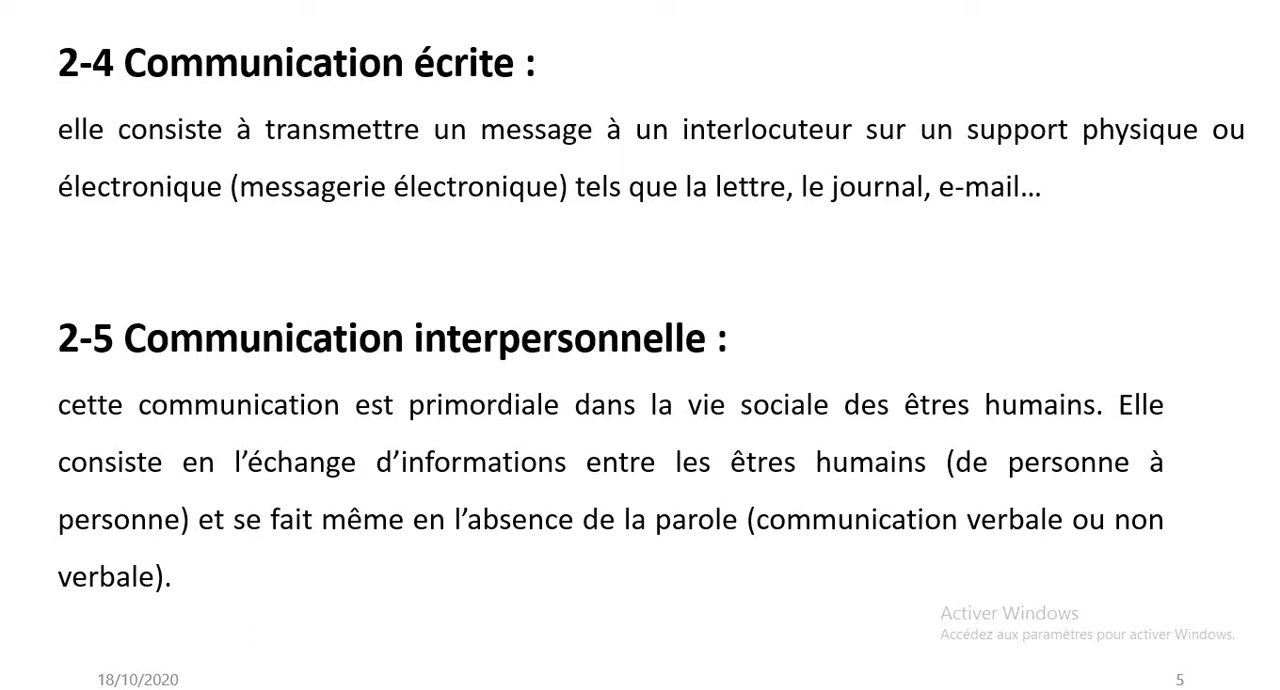 2-4 Communication écrite :
elle consiste à transmettre un message à un interlocuteur sur un support physique ou
électronique (messagerie électronique) tels que la lettre, le journal, e-mail…
2-5 Communication interpersonnelle :
cette communication est primordiale dans la vie sociale des êtres humains. Elle
consiste en l’échange d’informations entre les êtres humains (de personne à
personne) et se fait même en l’absence de la parole (communication verbale ou non
verbale).
Activer Windows
Accédez aux paramètres pour activer Windows.
18/10/2020
5